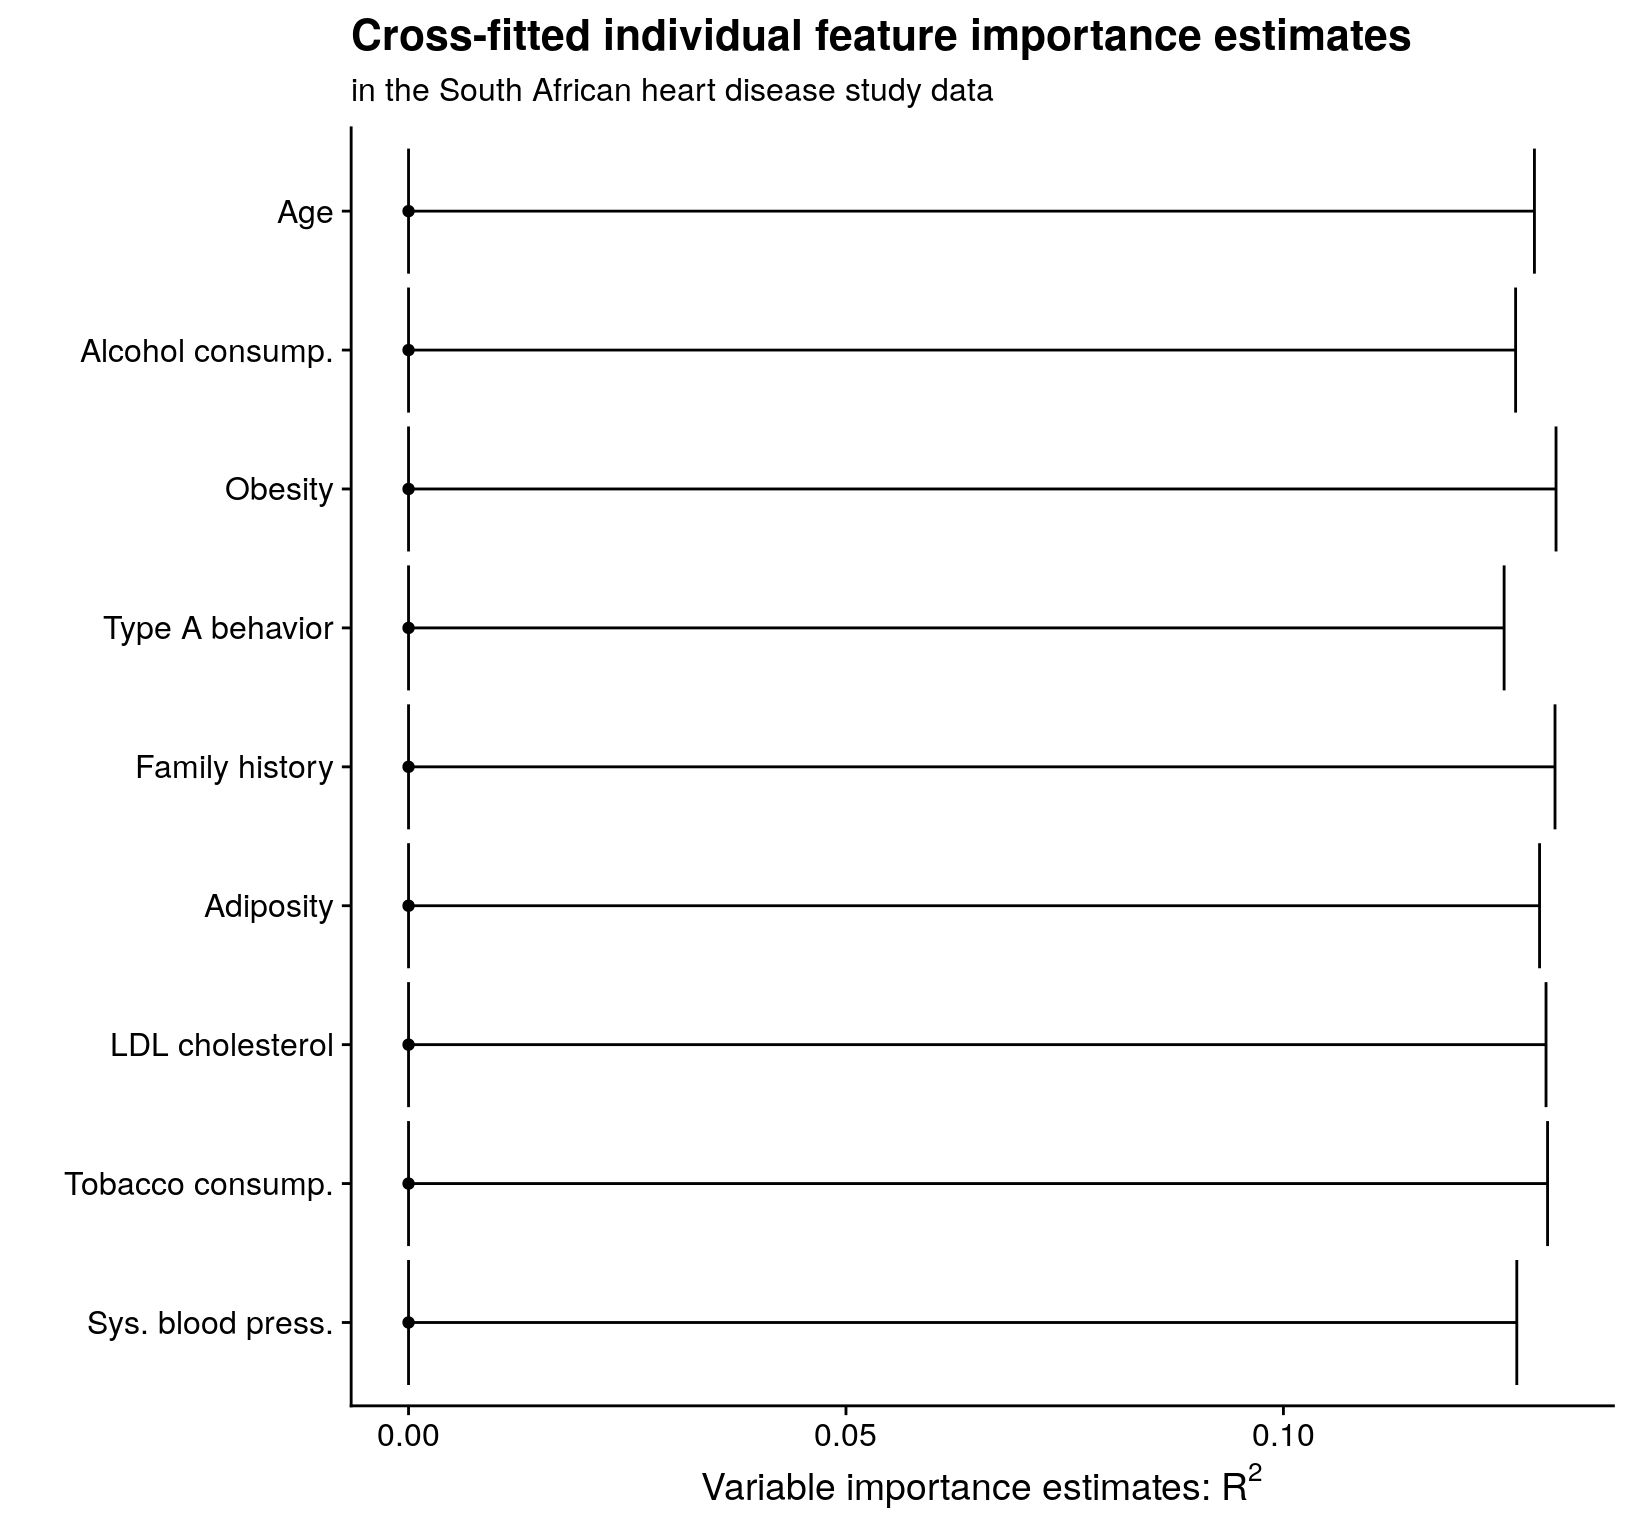 Cross-fitted individual feature importance estimates
in the South African heart disease study data
Age
Alcohol consump.
Obesity
Type A behavior
Family history
Adiposity
LDL cholesterol
Tobacco consump.
Sys. blood press.
0.00 0.05 0.10
Variable importance estimates: R²